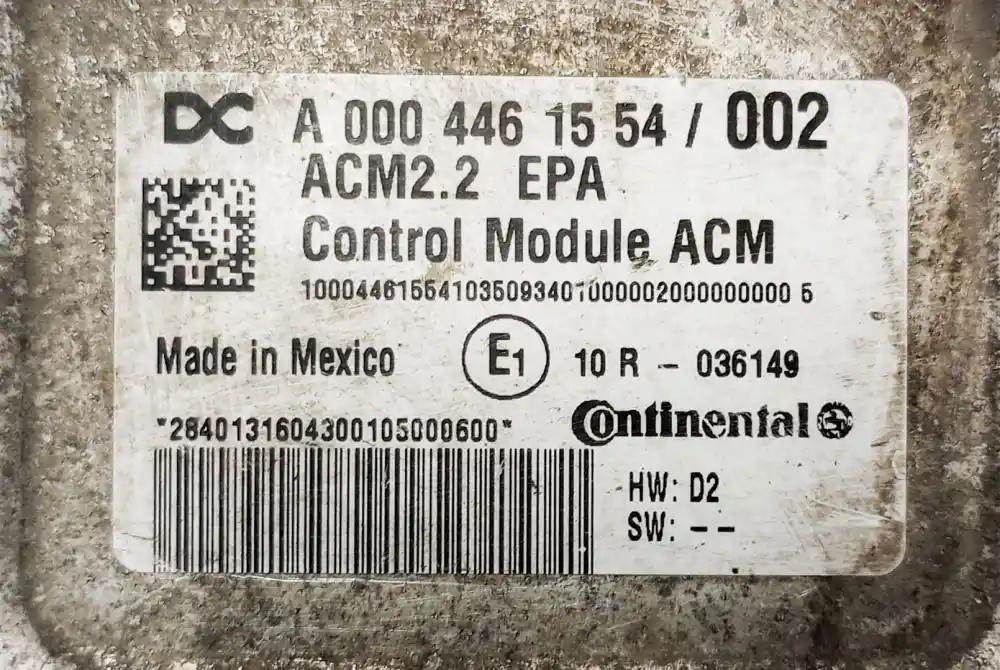 DC A 000 446 15 54 / 002
ACM2.2 EPA
Control Module ACM
100044615541035093401000002000000000 5
Made in Mexico E1 10 R - 036149
*2840131604300105000600* Continental
HW: D2
SW: --